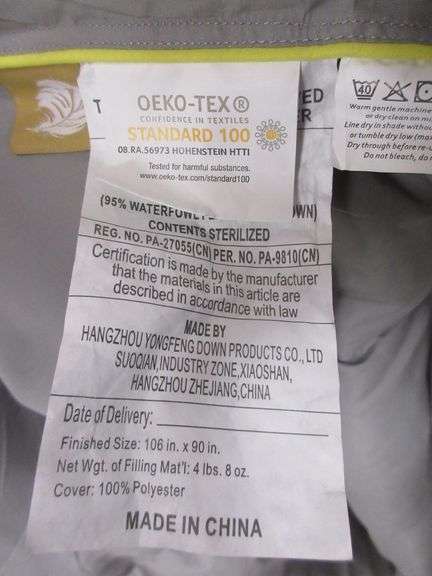 OEKO-TEX®
CONFIDENCE IN TEXTILES
STANDARD 100
08.RA.56973 HOHENSTEIN HTTI
Tested for harmful substances.
www.oeko-tex.com/standard100
(95% WATERFOWL
CONTENTS STERILIZED
REG. NO. PA-27055(CN) PER. NO. PA-9810(CN)
Certification is made by the manufacturer
that the materials in this article are
described in accordance with law
MADE BY
HANGZHOU YONGFENG DOWN PRODUCTS CO., LTD
SUOQIAN,INDUSTRY ZONE,XIAOSHAN,
HANGZHOU ZHEJIANG,CHINA
Date of Delivery:
Finished Size: 106 in. x 90 in.
Net Wgt. of Filling Mat'l: 4 lbs. 8 oz.
Cover: 100% Polyester
MADE IN CHINA
40
Warm gentle machine
or dry clean on mi
Line dry in shade without
or tumble dry low (max
Dry through before re-u
Do not bleach, do